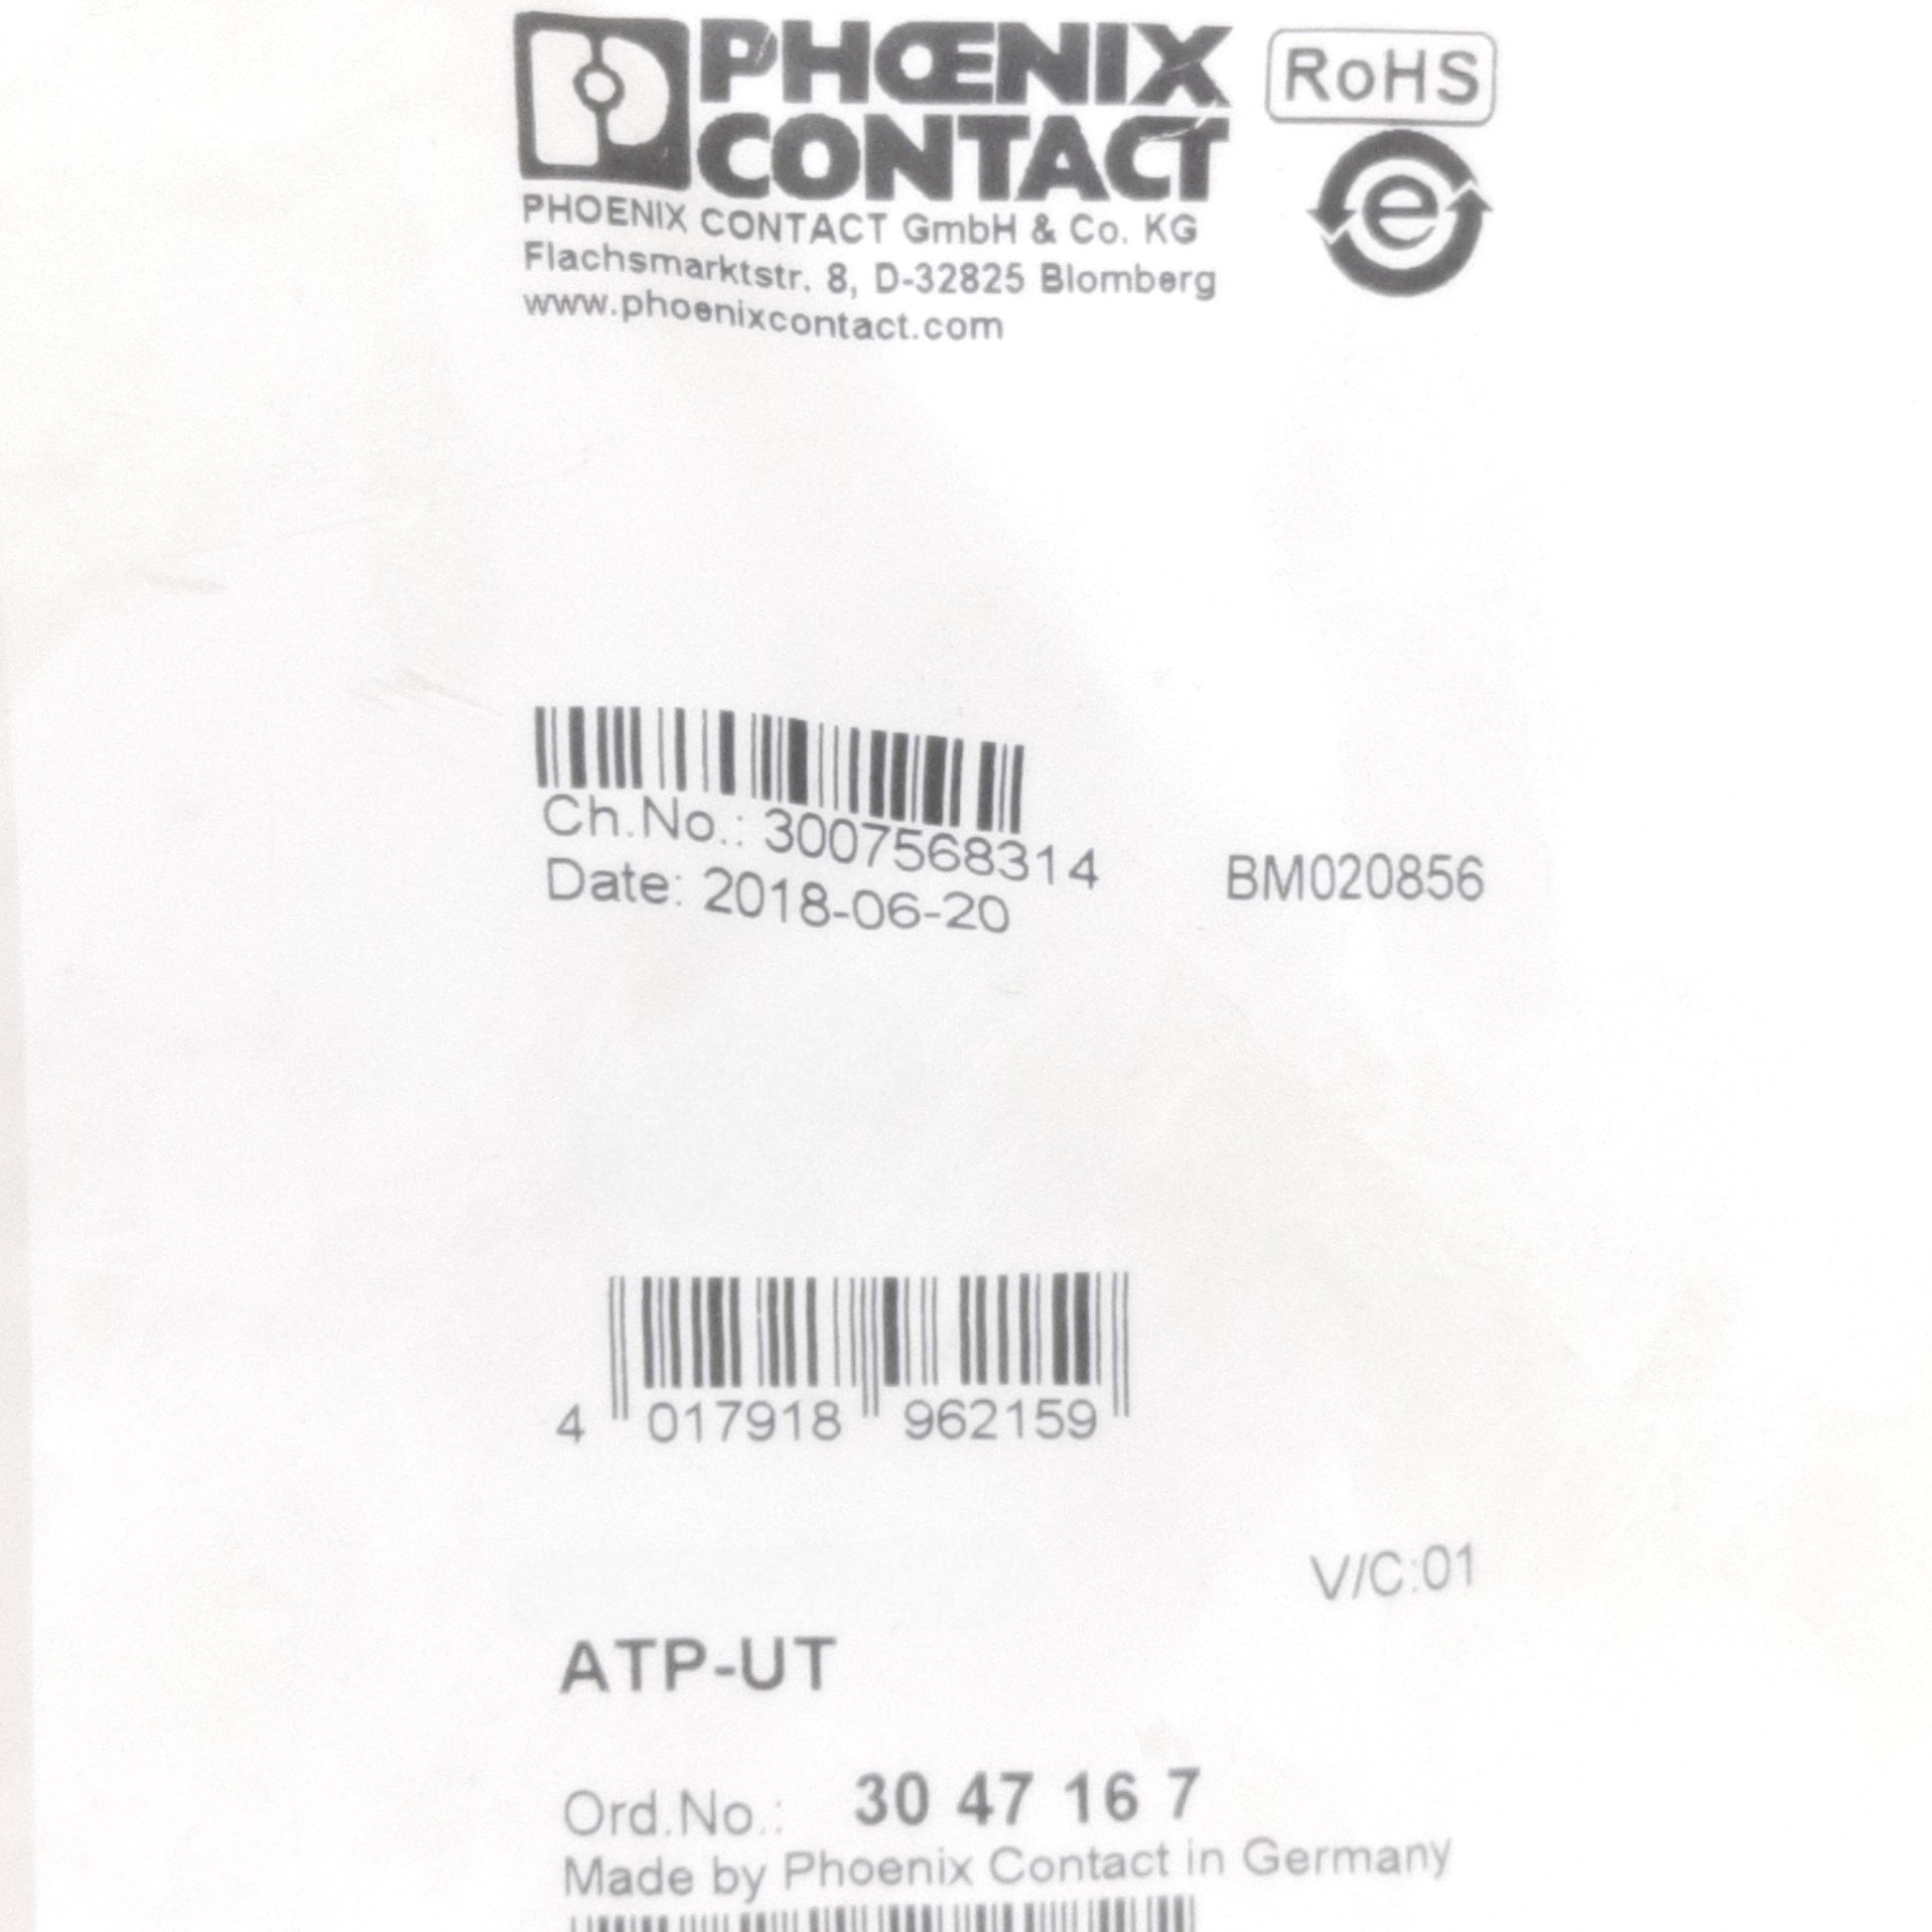 PHŒNIX
CONTACT
RoHS
e
PHOENIX CONTACT GmbH & Co. KG
Flachsmarktstr. 8, D-32825 Blomberg
www.phoenixcontact.com
Ch.No.: 3007568314
BM020856
Date: 2018-06-20
4 017918 962159
V/C:01
ATP-UT
Ord.No.: 30 47 16 7
Made by Phoenix Contact in Germany